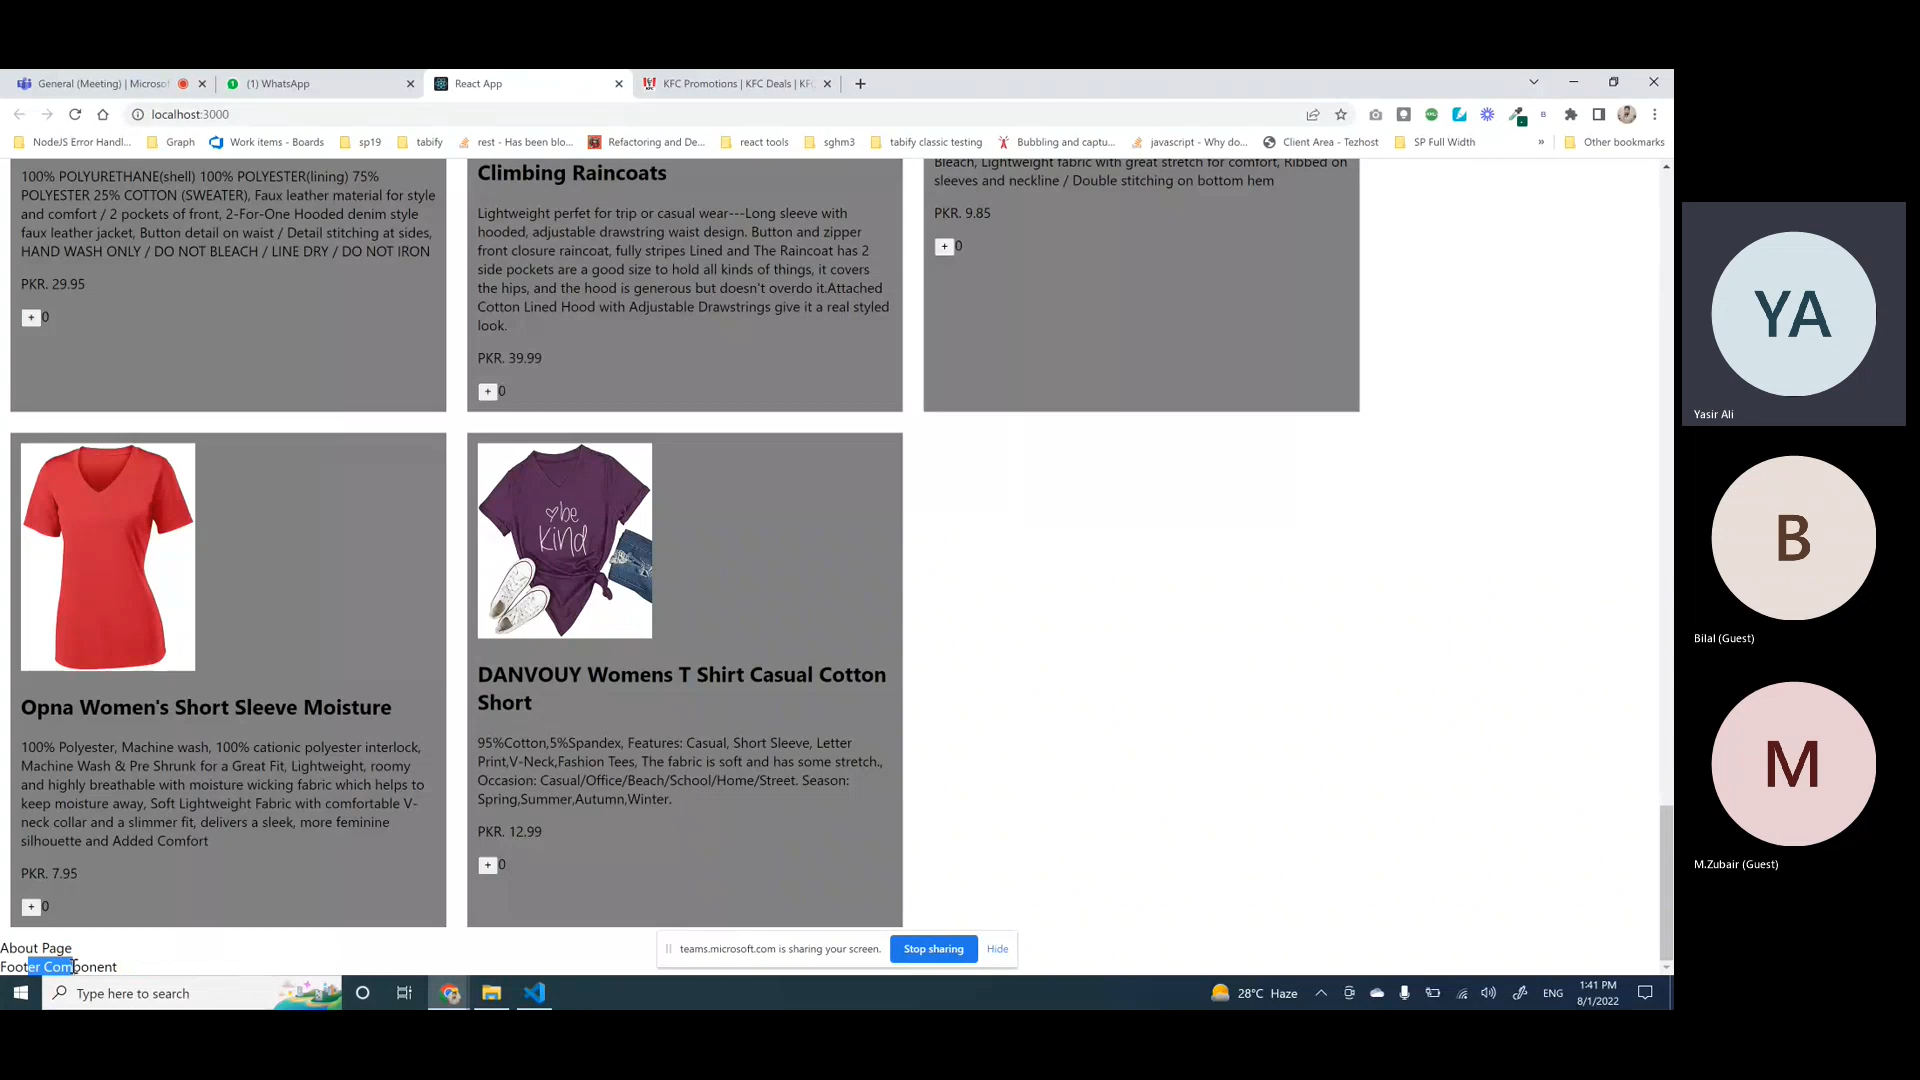 General (Meeting) | Microso
(1) WhatsApp
React App
KFC Promotions | KFC Deals | KFC
localhost:3000
NodeJS Error Handl...
Graph
Work items - Boards
sp19
tabify
rest - Has been blo...
Refactoring and De...
react tools
sghm3
tabify classic testing
Bubbling and captu...
javascript - Why do...
Client Area - Tezhost
SP Full Width
»
Other bookmarks
100% POLYURETHANE(shell) 100% POLYESTER(lining) 75%
POLYESTER 25% COTTON (SWEATER), Faux leather material for style
and comfort / 2 pockets of front, 2-For-One Hooded denim style
faux leather jacket, Button detail on waist / Detail stitching at sides,
HAND WASH ONLY / DO NOT BLEACH / LINE DRY / DO NOT IRON
PKR. 29.95
+ 0
Climbing Raincoats
Lightweight perfet for trip or casual wear---Long sleeve with
hooded, adjustable drawstring waist design. Button and zipper
front closure raincoat, fully stripes Lined and The Raincoat has 2
side pockets are a good size to hold all kinds of things, it covers
the hips, and the hood is generous but doesn't overdo it.Attached
Cotton Lined Hood with Adjustable Drawstrings give it a real styled
look.
PKR. 39.99
+ 0
Bleach, Lightweight fabric with great stretch for comfort, Ribbed on
sleeves and neckline / Double stitching on bottom hem
PKR. 9.85
+ 0
Opna Women's Short Sleeve Moisture
100% Polyester, Machine wash, 100% cationic polyester interlock,
Machine Wash & Pre Shrunk for a Great Fit, Lightweight, roomy
and highly breathable with moisture wicking fabric which helps to
keep moisture away, Soft Lightweight Fabric with comfortable V-
neck collar and a slimmer fit, delivers a sleek, more feminine
silhouette and Added Comfort
PKR. 7.95
+ 0
be
kind
DANVOUY Womens T Shirt Casual Cotton
Short
95%Cotton,5%Spandex, Features: Casual, Short Sleeve, Letter
Print,V-Neck,Fashion Tees, The fabric is soft and has some stretch.,
Occasion: Casual/Office/Beach/School/Home/Street. Season:
Spring,Summer,Autumn,Winter.
PKR. 12.99
+ 0
About Page
Footer Component
teams.microsoft.com is sharing your screen.
Stop sharing
Hide
Type here to search
28°C Haze
ENG
1:41 PM
8/1/2022
YA
Yasir Ali
B
Bilal (Guest)
M
M.Zubair (Guest)